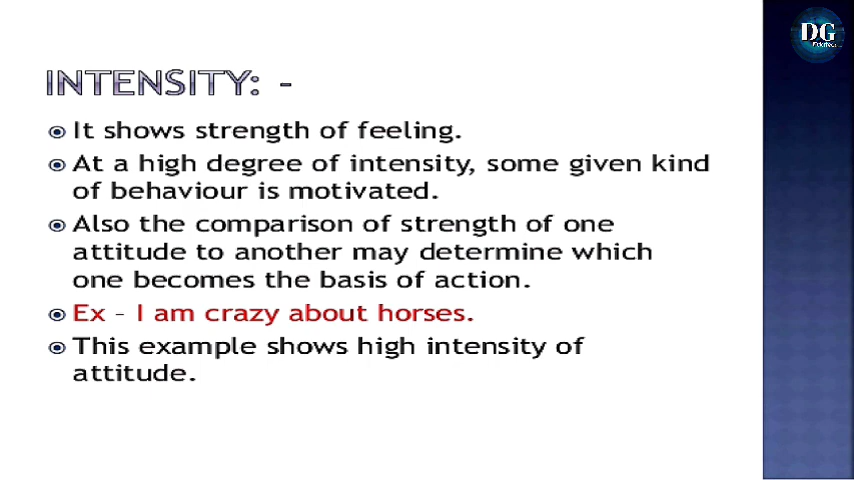 DG
INTENSITY: -
It shows strength of feeling.
At a high degree of intensity, some given kind
of behaviour is motivated.
Also the comparison of strength of one
attitude to another may determine which
one becomes the basis of action.
Ex - I am crazy about horses.
This example shows high intensity of
attitude.